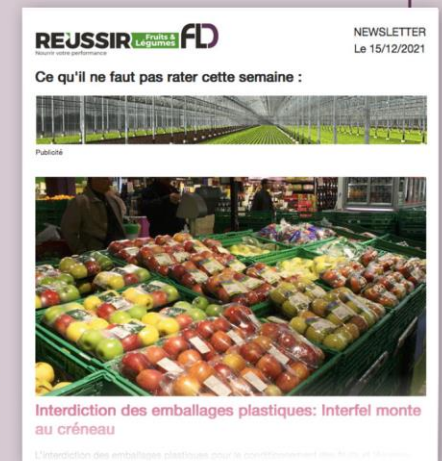 REUSSIR Fruits & Légumes FLD
Nourir votre performance
NEWSLETTER
Le 15/12/2021
Ce qu'il ne faut pas rater cette semaine :
Publicité
Interdiction des emballages plastiques: Interfel monte
au créneau
L'interdiction des emballages plastiques pour le conditionnement des fruits et légumes